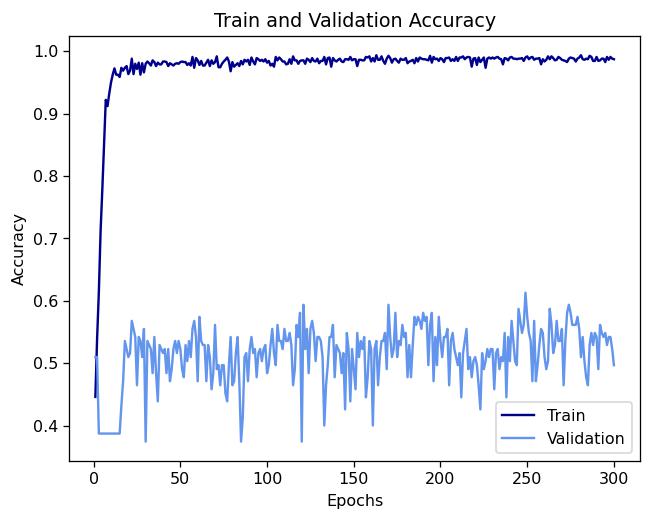 Train and Validation Accuracy
1.0
0.9
0.8
0.7
0.6
0.5
0.4
Accuracy
Train
Validation
0 50 100 150 200 250 300
Epochs